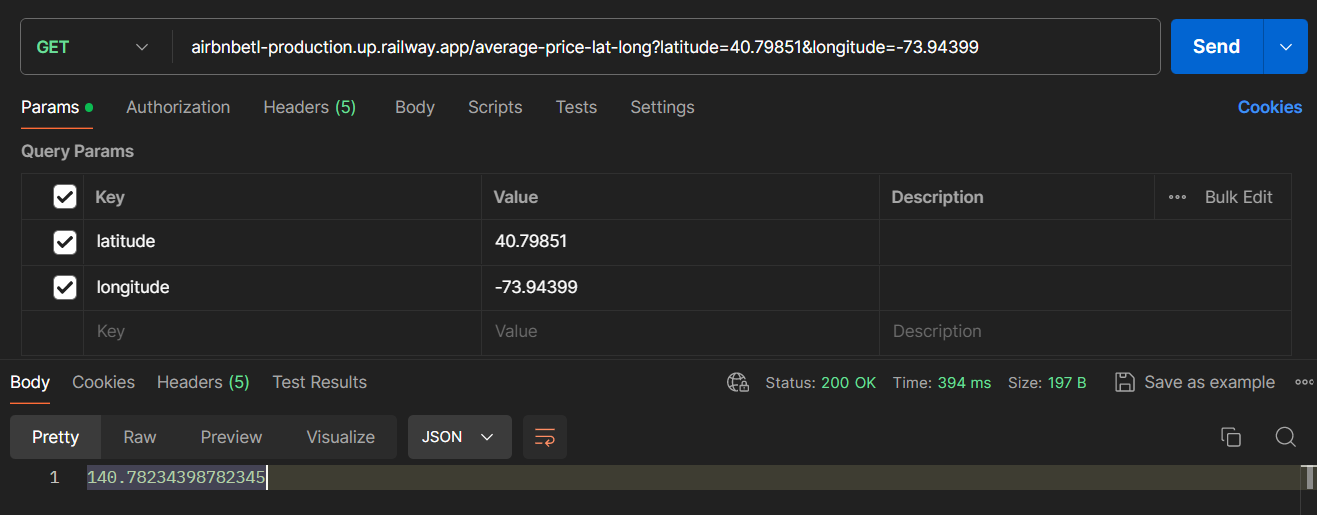 GET airbnbetl-production.up.railway.app/average-price-lat-long?latitude=40.79851&longitude=-73.94399 Send
Params Authorization Headers (5) Body Scripts Tests Settings Cookies
Query Params
Key Value Description Bulk Edit
latitude 40.79851
longitude -73.94399
Key Value Description
Body Cookies Headers (5) Test Results Status: 200 OK Time: 394 ms Size: 197 B Save as example
Pretty Raw Preview Visualize JSON
1 140.78234398782345